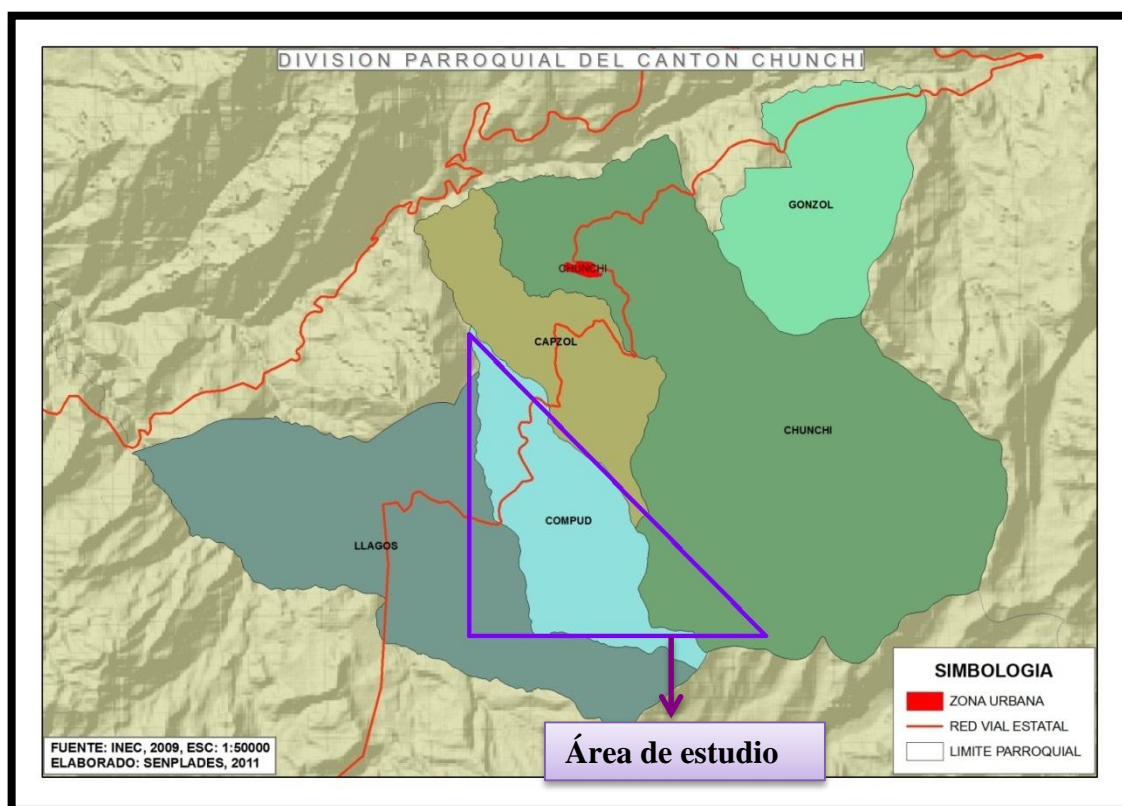 DIVISION PARROQUIAL DEL CANTON CHUNCHI
GONZOL
CHUNCHI
CAPZOL
CHUNCHI
COMPUD
LLAGOS
SIMBOLOGIA
ZONA URBANA
RED VIAL ESTATAL
LIMITE PARROQUIAL
Área de estudio
FUENTE: INEC, 2009, ESC: 1:50000
ELABORADO: SENPLADES, 2011